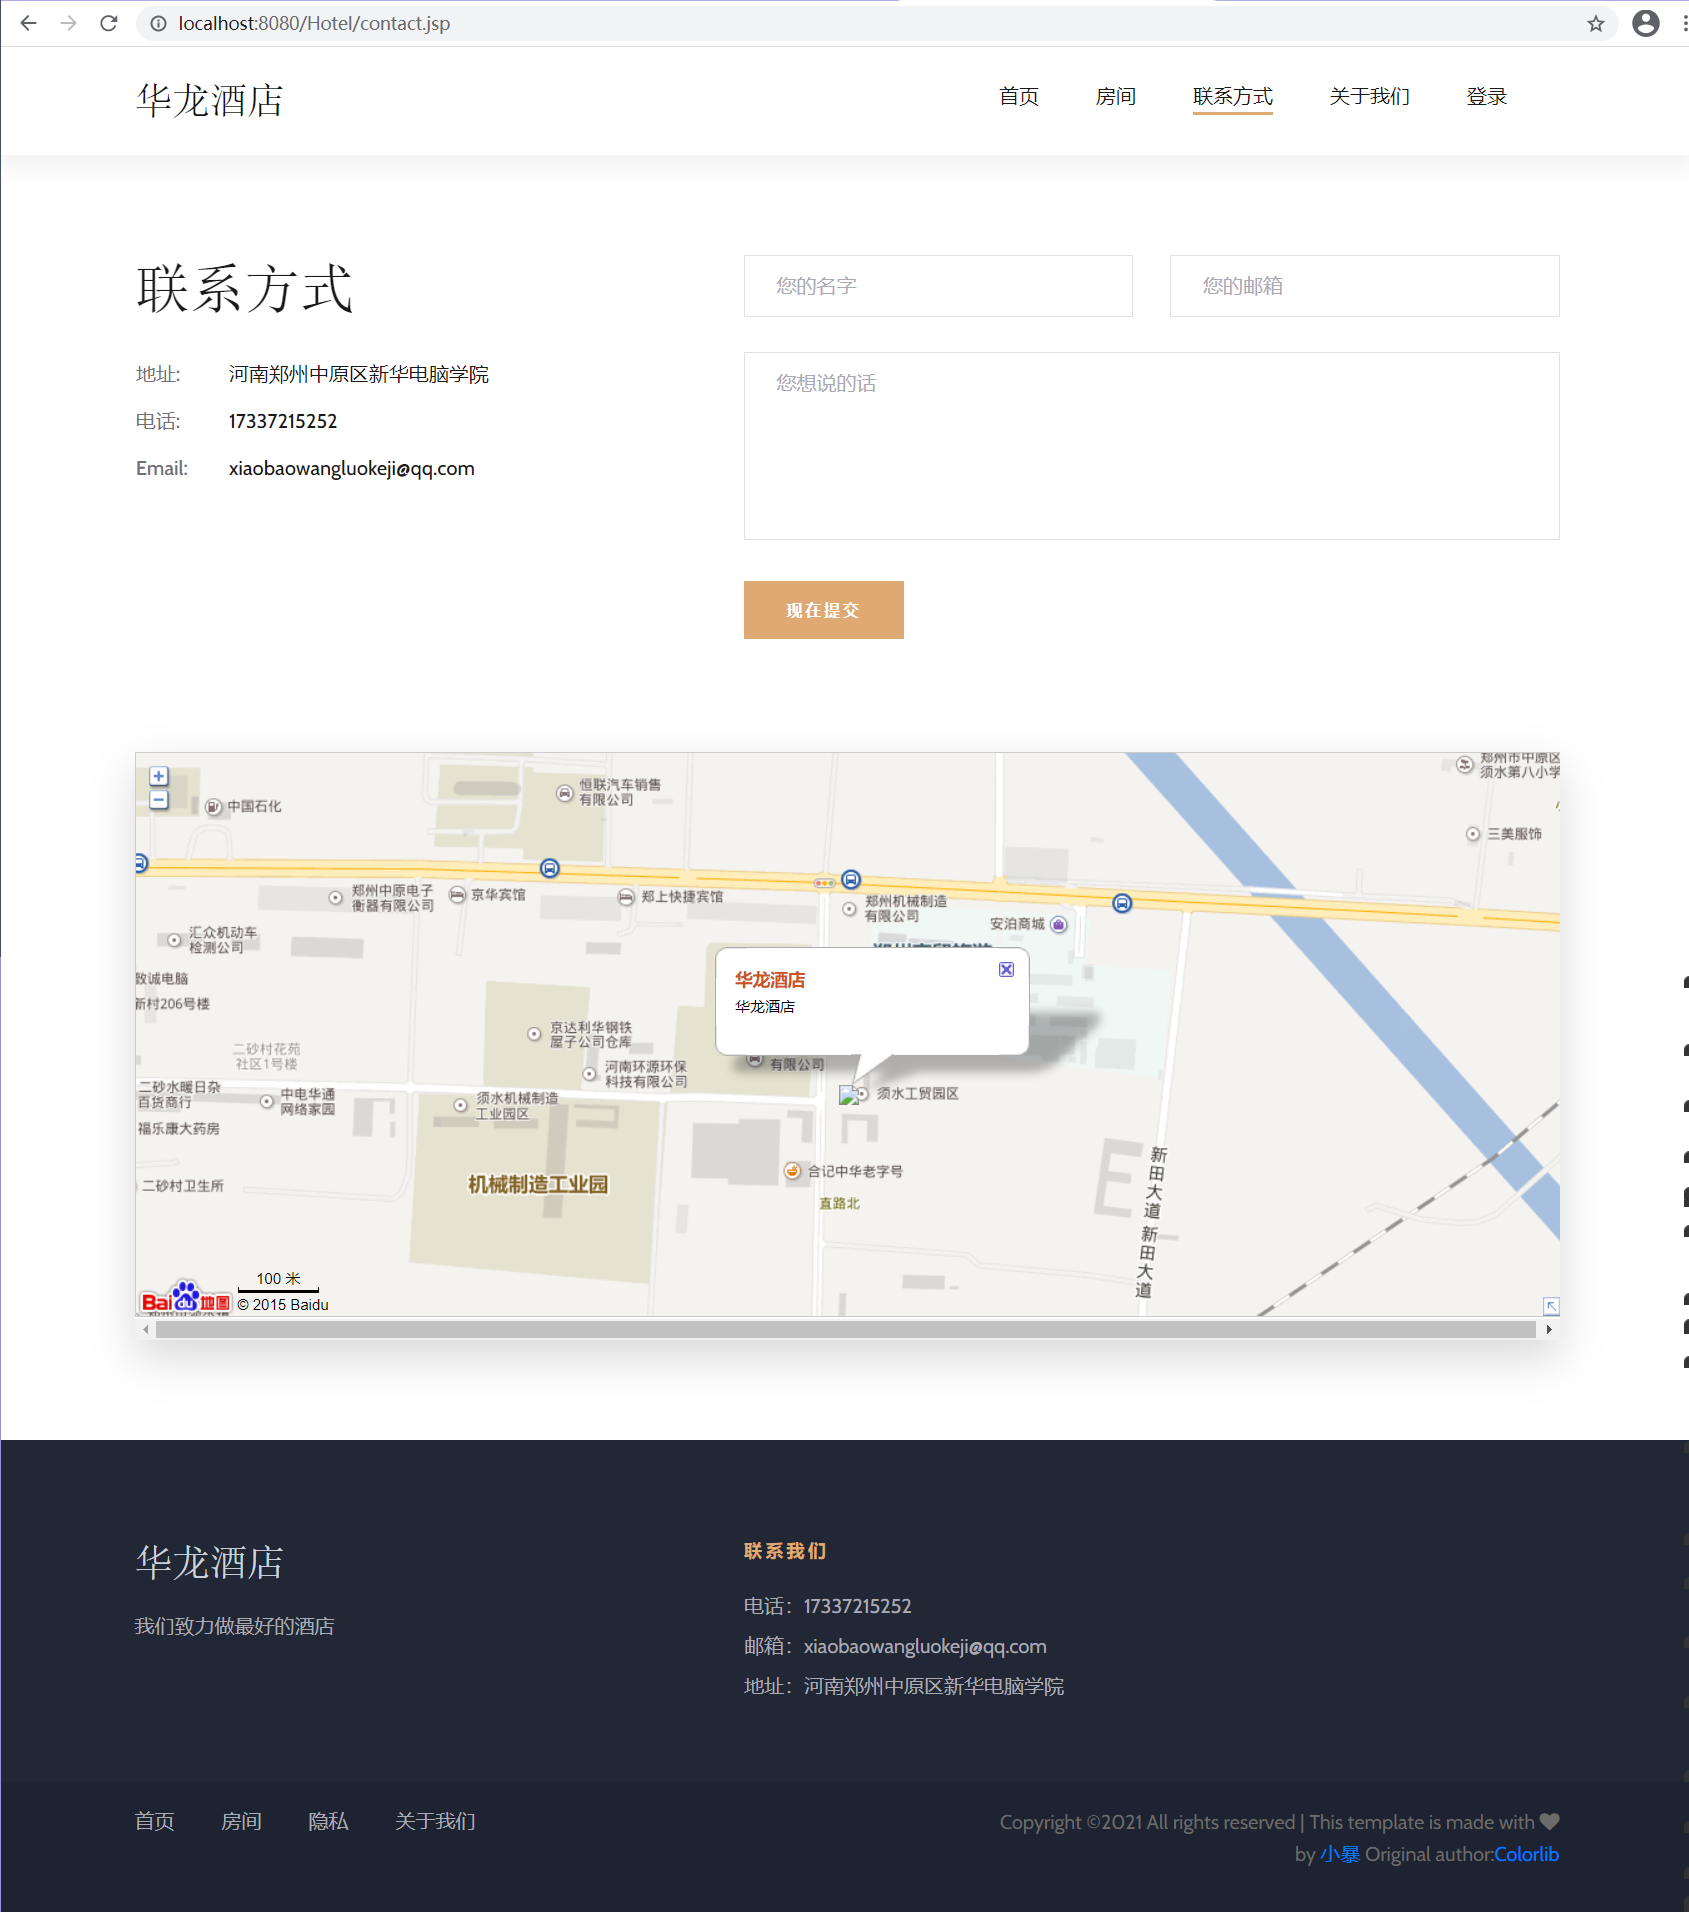 localhost:8080/Hotel/contact.jsp
华龙酒店
首页 房间 联系方式 关于我们 登录
联系方式
地址: 河南郑州中原区新华电脑学院
电话: 17337215252
Email: xiaobaowangluokeji@qq.com
您的名字
您的邮箱
您想说的话
现在提交
郑州市中原区
须水第八小学
恒联汽车销售
有限公司
中国石化
三美服饰
郑州中原电子
衡器有限公司
京华宾馆
郑上快捷宾馆
郑州机械制造
有限公司
安泊商城
汇众机动车
检测公司
致诚电脑
新村206号楼
华龙酒店
华龙酒店
京达利华钢铁
屋子公司仓库
二砂村花苑
社区1号楼
有限公司
河南环源环保
科技有限公司
二砂水暖日杂
百货商行
中电华通
网络家园
须水机械制造
工业园区
须水工贸园区
福乐康大药房
合记中华老字号
二砂村卫生所
机械制造工业园
直路北
新田大道
新田大道
100 米
Bai du 地图
© 2015 Baidu
华龙酒店
我们致力做最好的酒店
联系我们
电话：17337215252
邮箱：xiaobaowangluokeji@qq.com
地址：河南郑州中原区新华电脑学院
首页 房间 隐私 关于我们
Copyright ©2021 All rights reserved | This template is made with
by 小暴 Original author:Colorlib